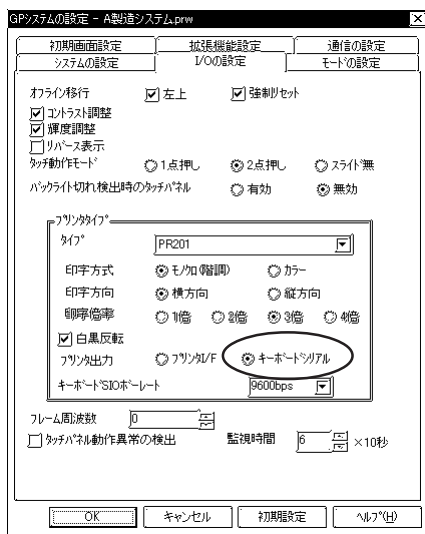 GPシステムの設定 - A製造システム.prw
初期画面設定 拡張機能設定 通信の設定
システムの設定 I/Oの設定 モードの設定
オフライン移行 左上 強制リセット
コントラスト調整
輝度調整
リバース表示
タッチ動作モード 1点押し 2点押し スライド無
バックライト切れ検出時のタッチパネル 有効 無効
プリンタタイプ
タイプ PR201
印字方式 モノクロ(階調) カラー
印字方向 横方向 縦方向
印字倍率 1倍 2倍 3倍 4倍
白黒反転
プリンタ出力 プリンタI/F キーボードシリアル
キーボードSIOボーレート 9600bps
フレーム周波数 0
タッチパネル動作異常の検出 監視時間 6 ×10秒
OK キャンセル 初期設定 ヘルプ(H)